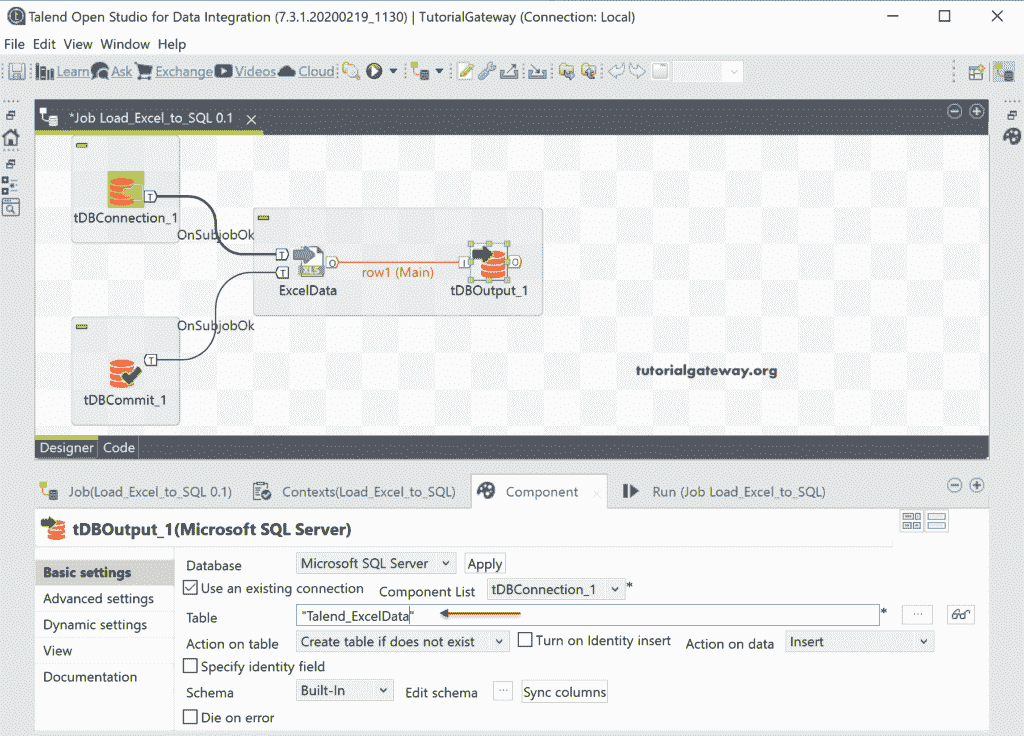 Talend Open Studio for Data Integration (7.3.1.20200219_1130) | TutorialGateway (Connection: Local)
File Edit View Window Help
Learn Ask Exchange Videos Cloud
*Job Load_Excel_to_SQL 0.1
T
tDBConnection_1
OnSubjobOk
T
T
XLS
O
row1 (Main)
I
O
ExcelData
tDBOutput_1
OnSubjobOk
T
tDBCommit_1
tutorialgateway.org
Designer Code
Job(Load_Excel_to_SQL 0.1) Contexts(Load_Excel_to_SQL) Component Run (Job Load_Excel_to_SQL)
tDBOutput_1(Microsoft SQL Server)
Basic settings
Advanced settings
Dynamic settings
View
Documentation
Database Microsoft SQL Server Apply
Use an existing connection Component List tDBConnection_1 *
Table "Talend_ExcelData" * ...
Action on table Create table if does not exist Turn on Identity insert Action on data Insert
Specify identity field
Schema Built-In Edit schema ... Sync columns
Die on error